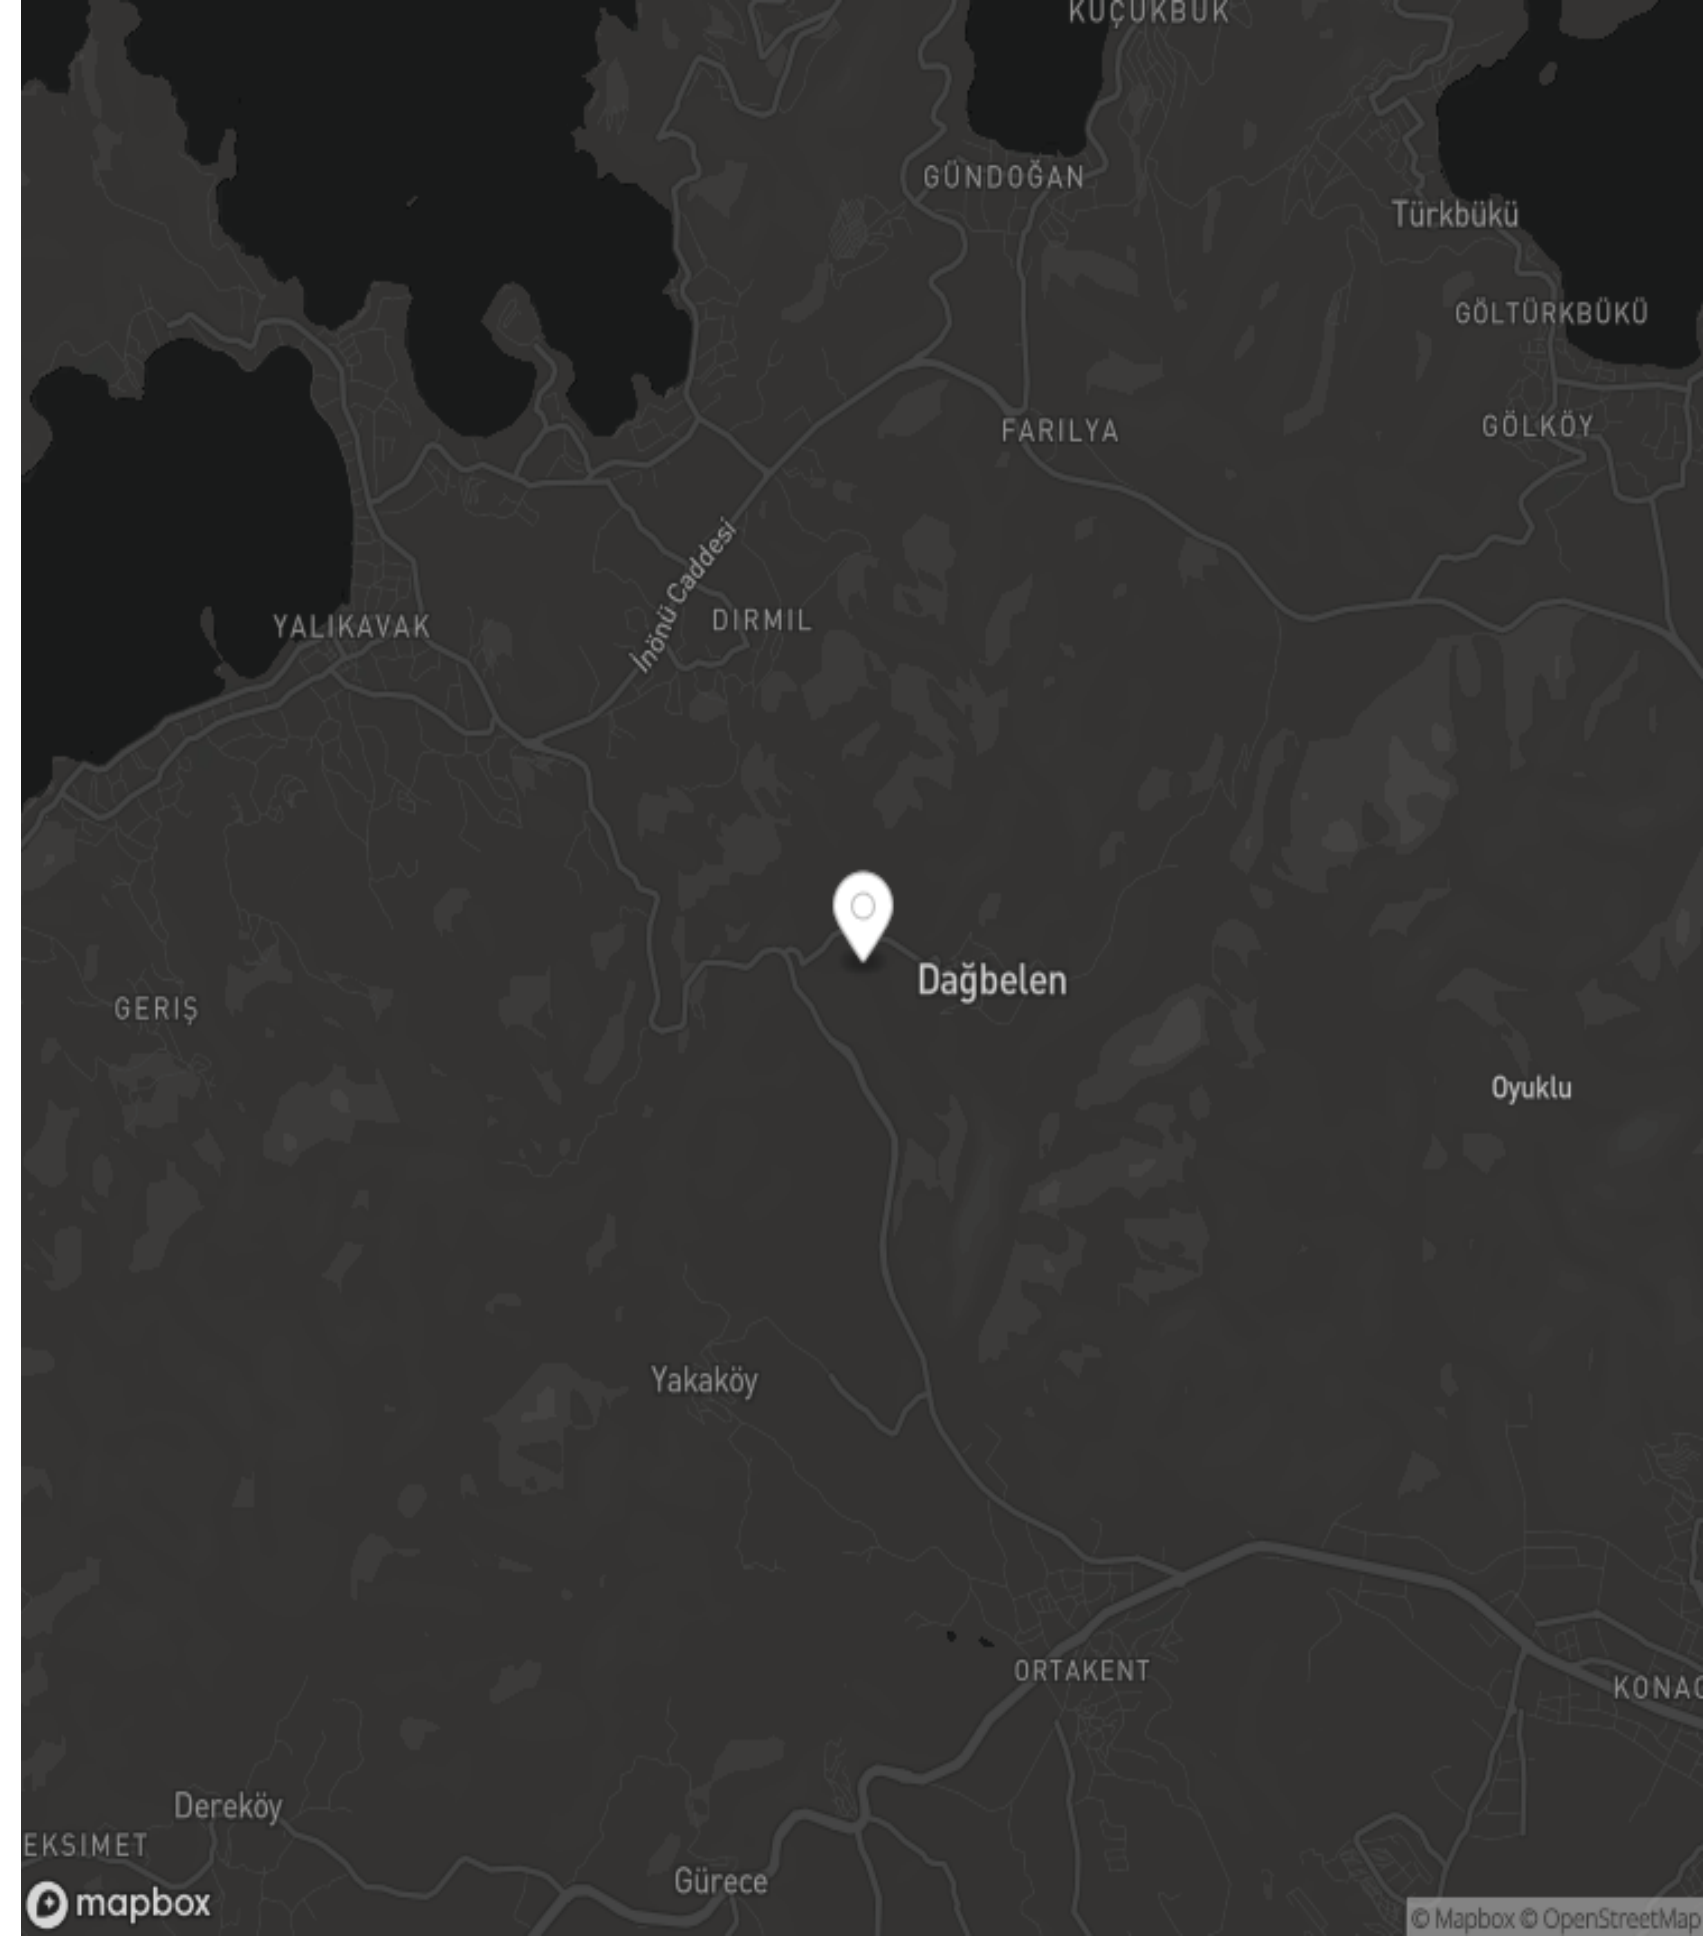 KÜÇÜKBÜK
GÜNDOĞAN
Türkbükü
GÖLTÜRKBÜKÜ
GÖLKÖY
FARILYA
İnönü Caddesi
DIRMIL
YALIKAVAK
Dağbelen
GERIŞ
Oyuklu
Yakaköy
ORTAKENT
KONAC
Dereköy
EKSIMET
Gürece
mapbox
© Mapbox © OpenStreetMap